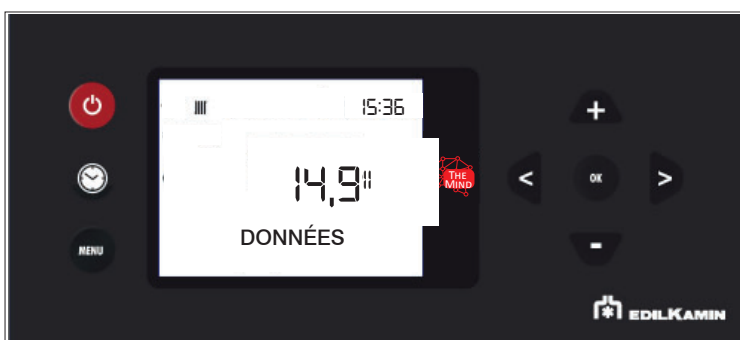 15:36
14,9"
THE
MIND
< OK >
DONNÉES
MENU
EDILKAMIN